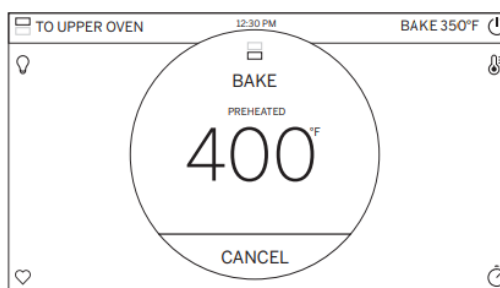 TO UPPER OVEN 12:30 PM BAKE 350°F
BAKE
PREHEATED
400°F
CANCEL